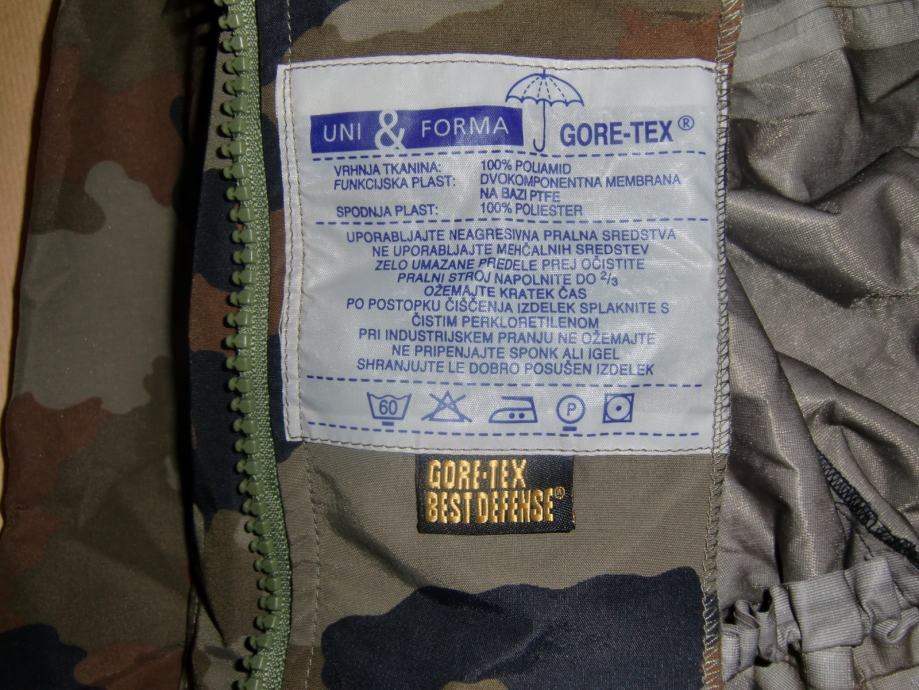 UNI & FORMA GORE-TEX®
VRHNJA TKANINA: 100% POLIAMID
FUNKCIJSKA PLAST: DVOKOMPONENTNA MEMBRANA
NA BAZI PTFE
SPODNJA PLAST: 100% POLIESTER
UPORABLJAJTE NEAGRESIVNA PRALNA SREDSTVA
NE UPORABLJAJTE MEHČALNIH SREDSTEV
ZELO UMAZANE PREDELE PREJ OČISTITE
PRALNI STROJ NAPOLNITE DO 2/3
OŽEMAJTE KRATEK ČAS
PO POSTOPKU ČIŠČENJA IZDELEK SPLAKNITE S
ČISTIM PERKLORETILENOM
PRI INDUSTRIJSKEM PRANJU NE OŽEMAJTE
NE PRIPENJAJTE SPONK ALI IGEL
SHRANJUJTE LE DOBRO POSUŠEN IZDELEK
60 P
GORE-TEX
BEST DEFENSE®